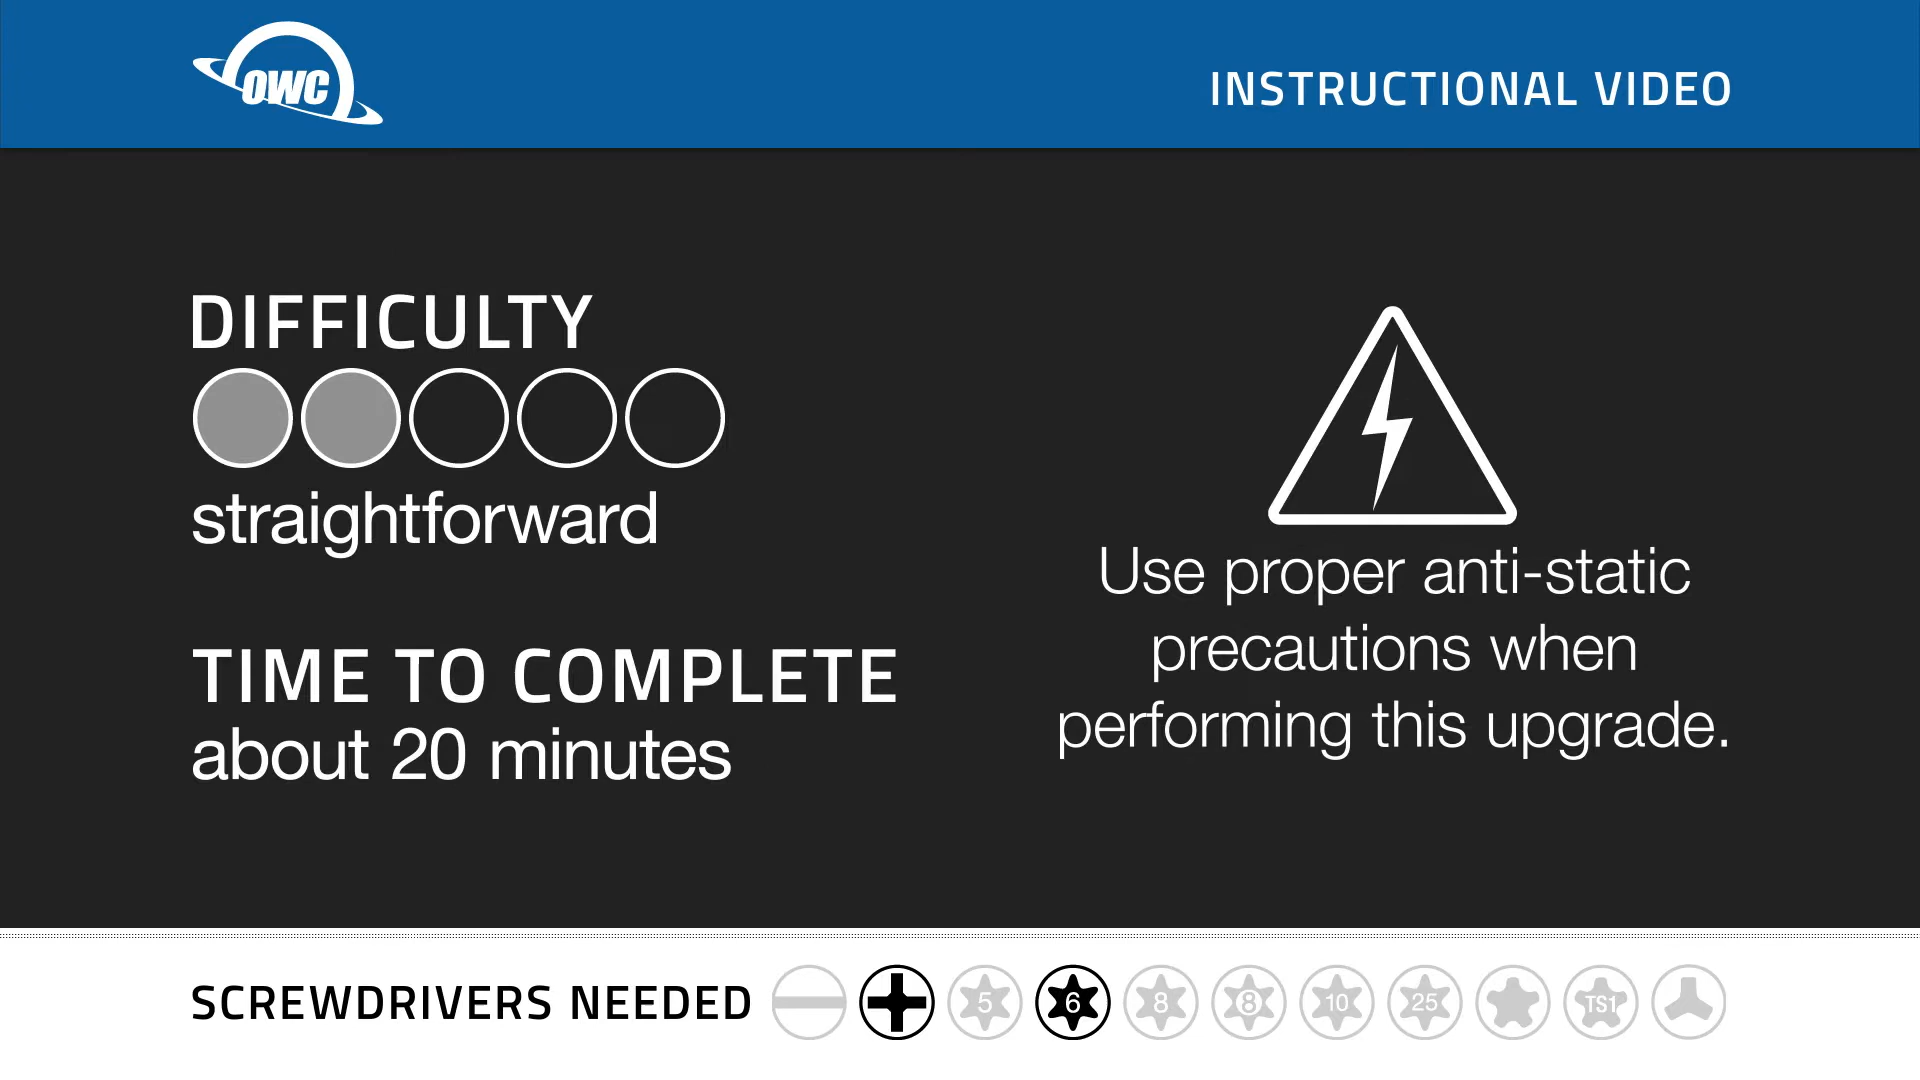 OWC
INSTRUCTIONAL VIDEO
DIFFICULTY
straightforward
TIME TO COMPLETE
about 20 minutes
Use proper anti-static
precautions when
performing this upgrade.
SCREWDRIVERS NEEDED 5 6 8 8 10 25 TS1